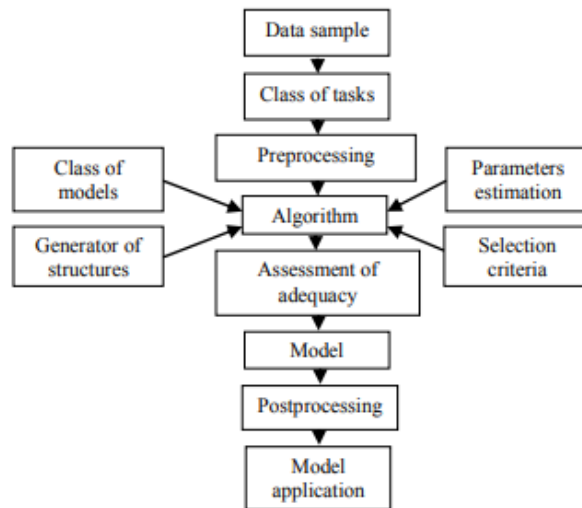 Data sample
Class of tasks
Preprocessing
Class of
models
Parameters
estimation
Algorithm
Generator of
structures
Selection
criteria
Assessment of
adequacy
Model
Postprocessing
Model
application